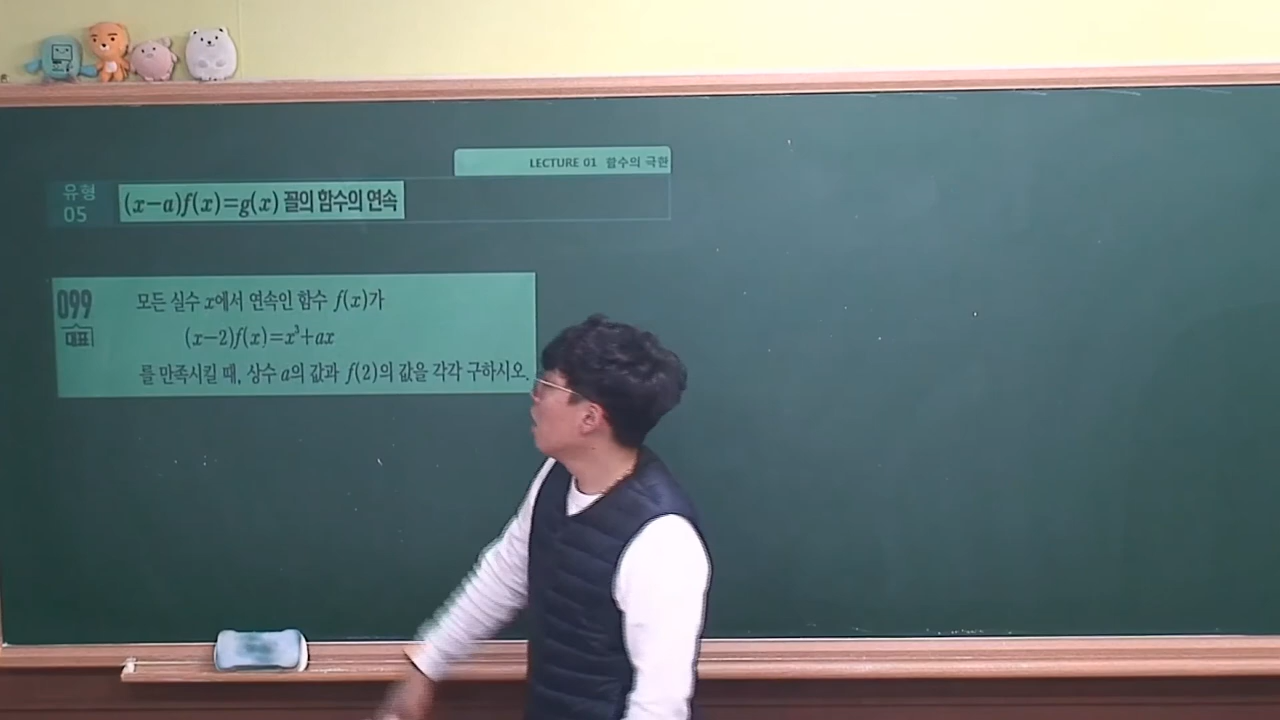 LECTURE 01 함수의 극한
유형
05
(x-a)f(x)=g(x) 꼴의 함수의 연속
099
대표
모든 실수 x에서 연속인 함수 f(x)가
(x-2)f(x)=x³+ax
를 만족시킬 때, 상수 a의 값과 f(2)의 값을 각각 구하시오.